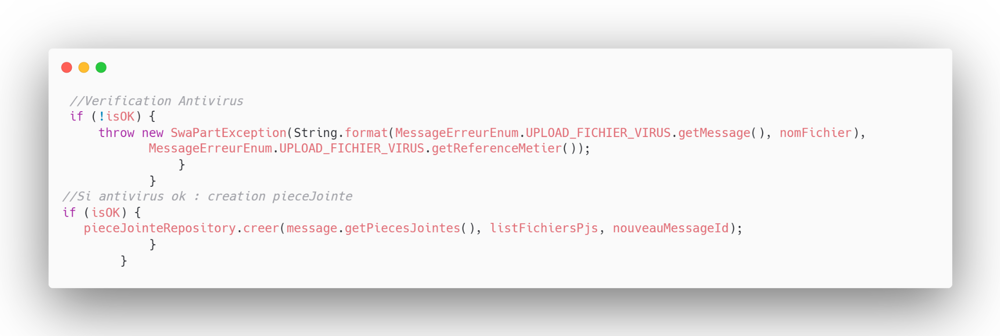 //Verification Antivirus
if (!isOK) {
throw new SwaPartException(String.format(MessageErreurEnum.UPLOAD_FICHIER_VIRUS.getMessage(), nomFichier),
MessageErreurEnum.UPLOAD_FICHIER_VIRUS.getReferenceMetier());
}
}
//Si antivirus ok : creation pieceJointe
if (isOK) {
pieceJointeRepository.creer(message.getPiecesJointes(), listFichiersPjs, nouveauMessageId);
}
}